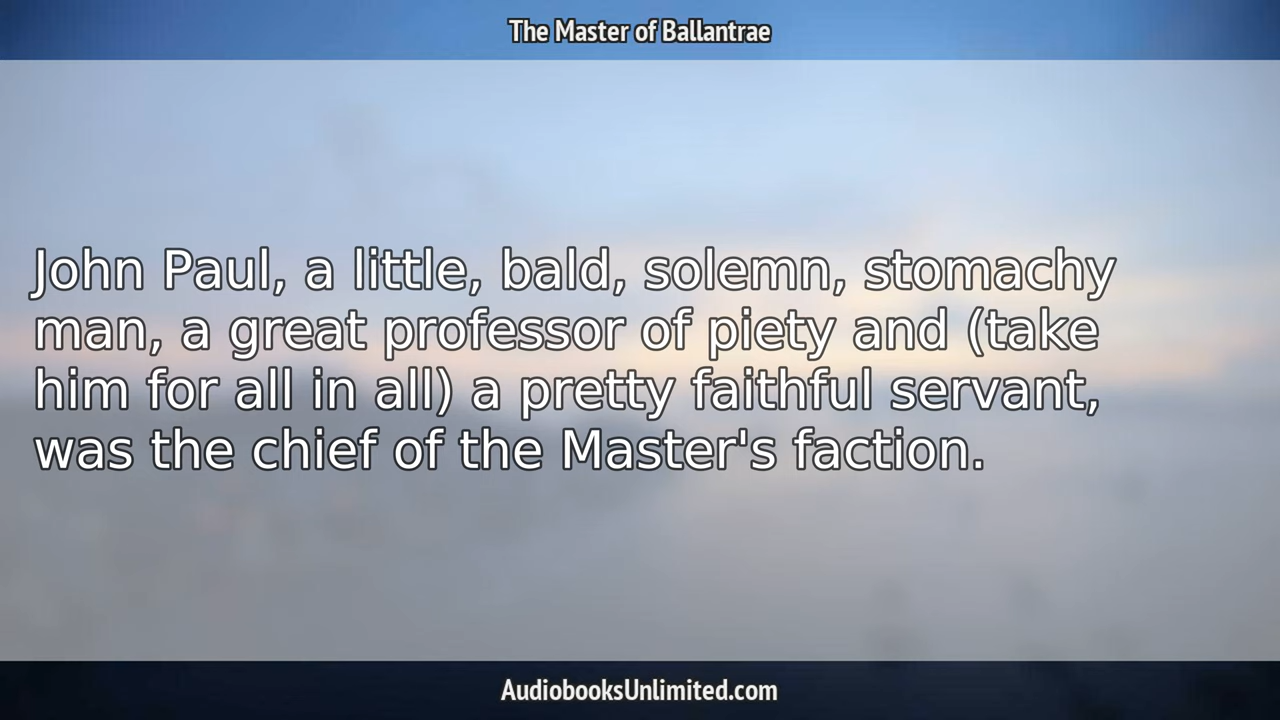 The Master of Ballantrae
John Paul, a little, bald, solemn, stomachy
man, a great professor of piety and (take
him for all in all) a pretty faithful servant,
was the chief of the Master's faction.
AudiobooksUnlimited.com